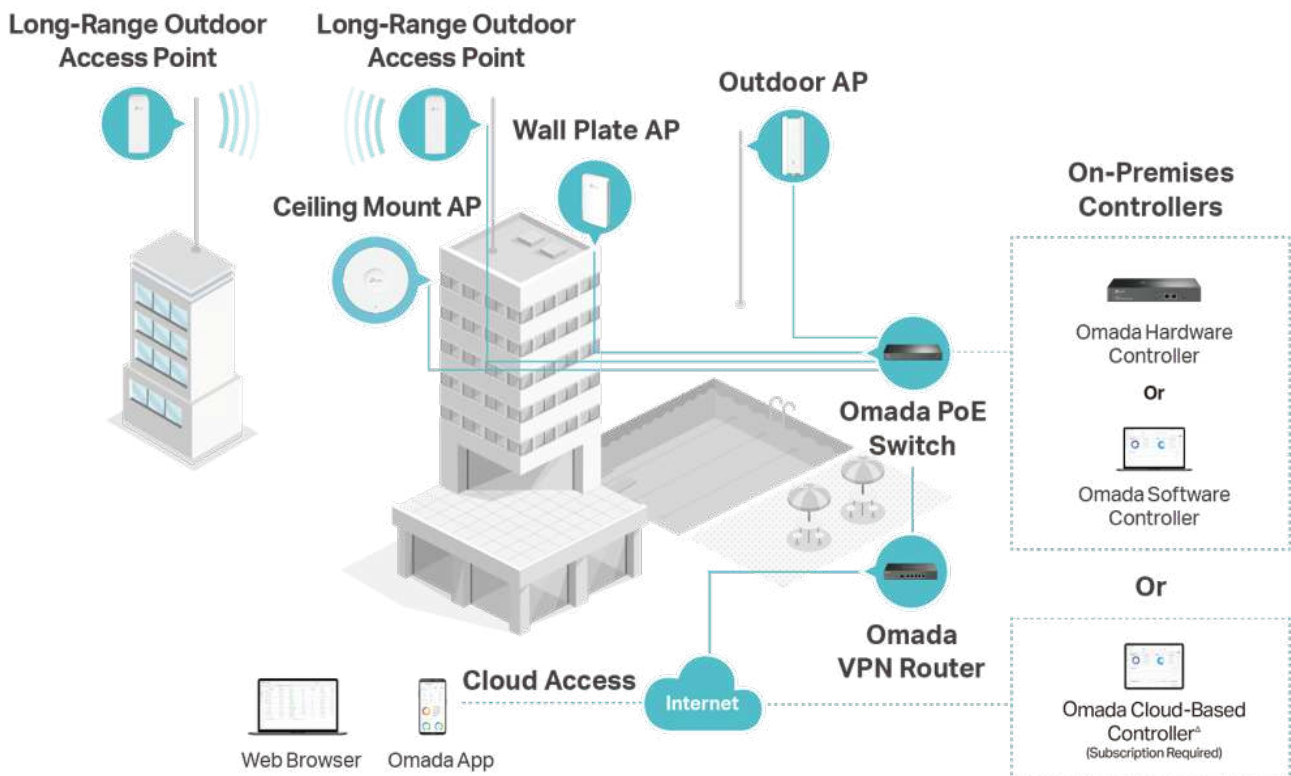 Long-Range Outdoor
Access Point
Long-Range Outdoor
Access Point
Outdoor AP
Wall Plate AP
Ceiling Mount AP
On-Premises
Controllers
Omada Hardware
Controller
Or
Omada Software
Controller
Omada PoE
Switch
Or
Omada
VPN Router
Cloud Access
Internet
Web Browser
Omada App
Omada Cloud-Based
Controller△
(Subscription Required)